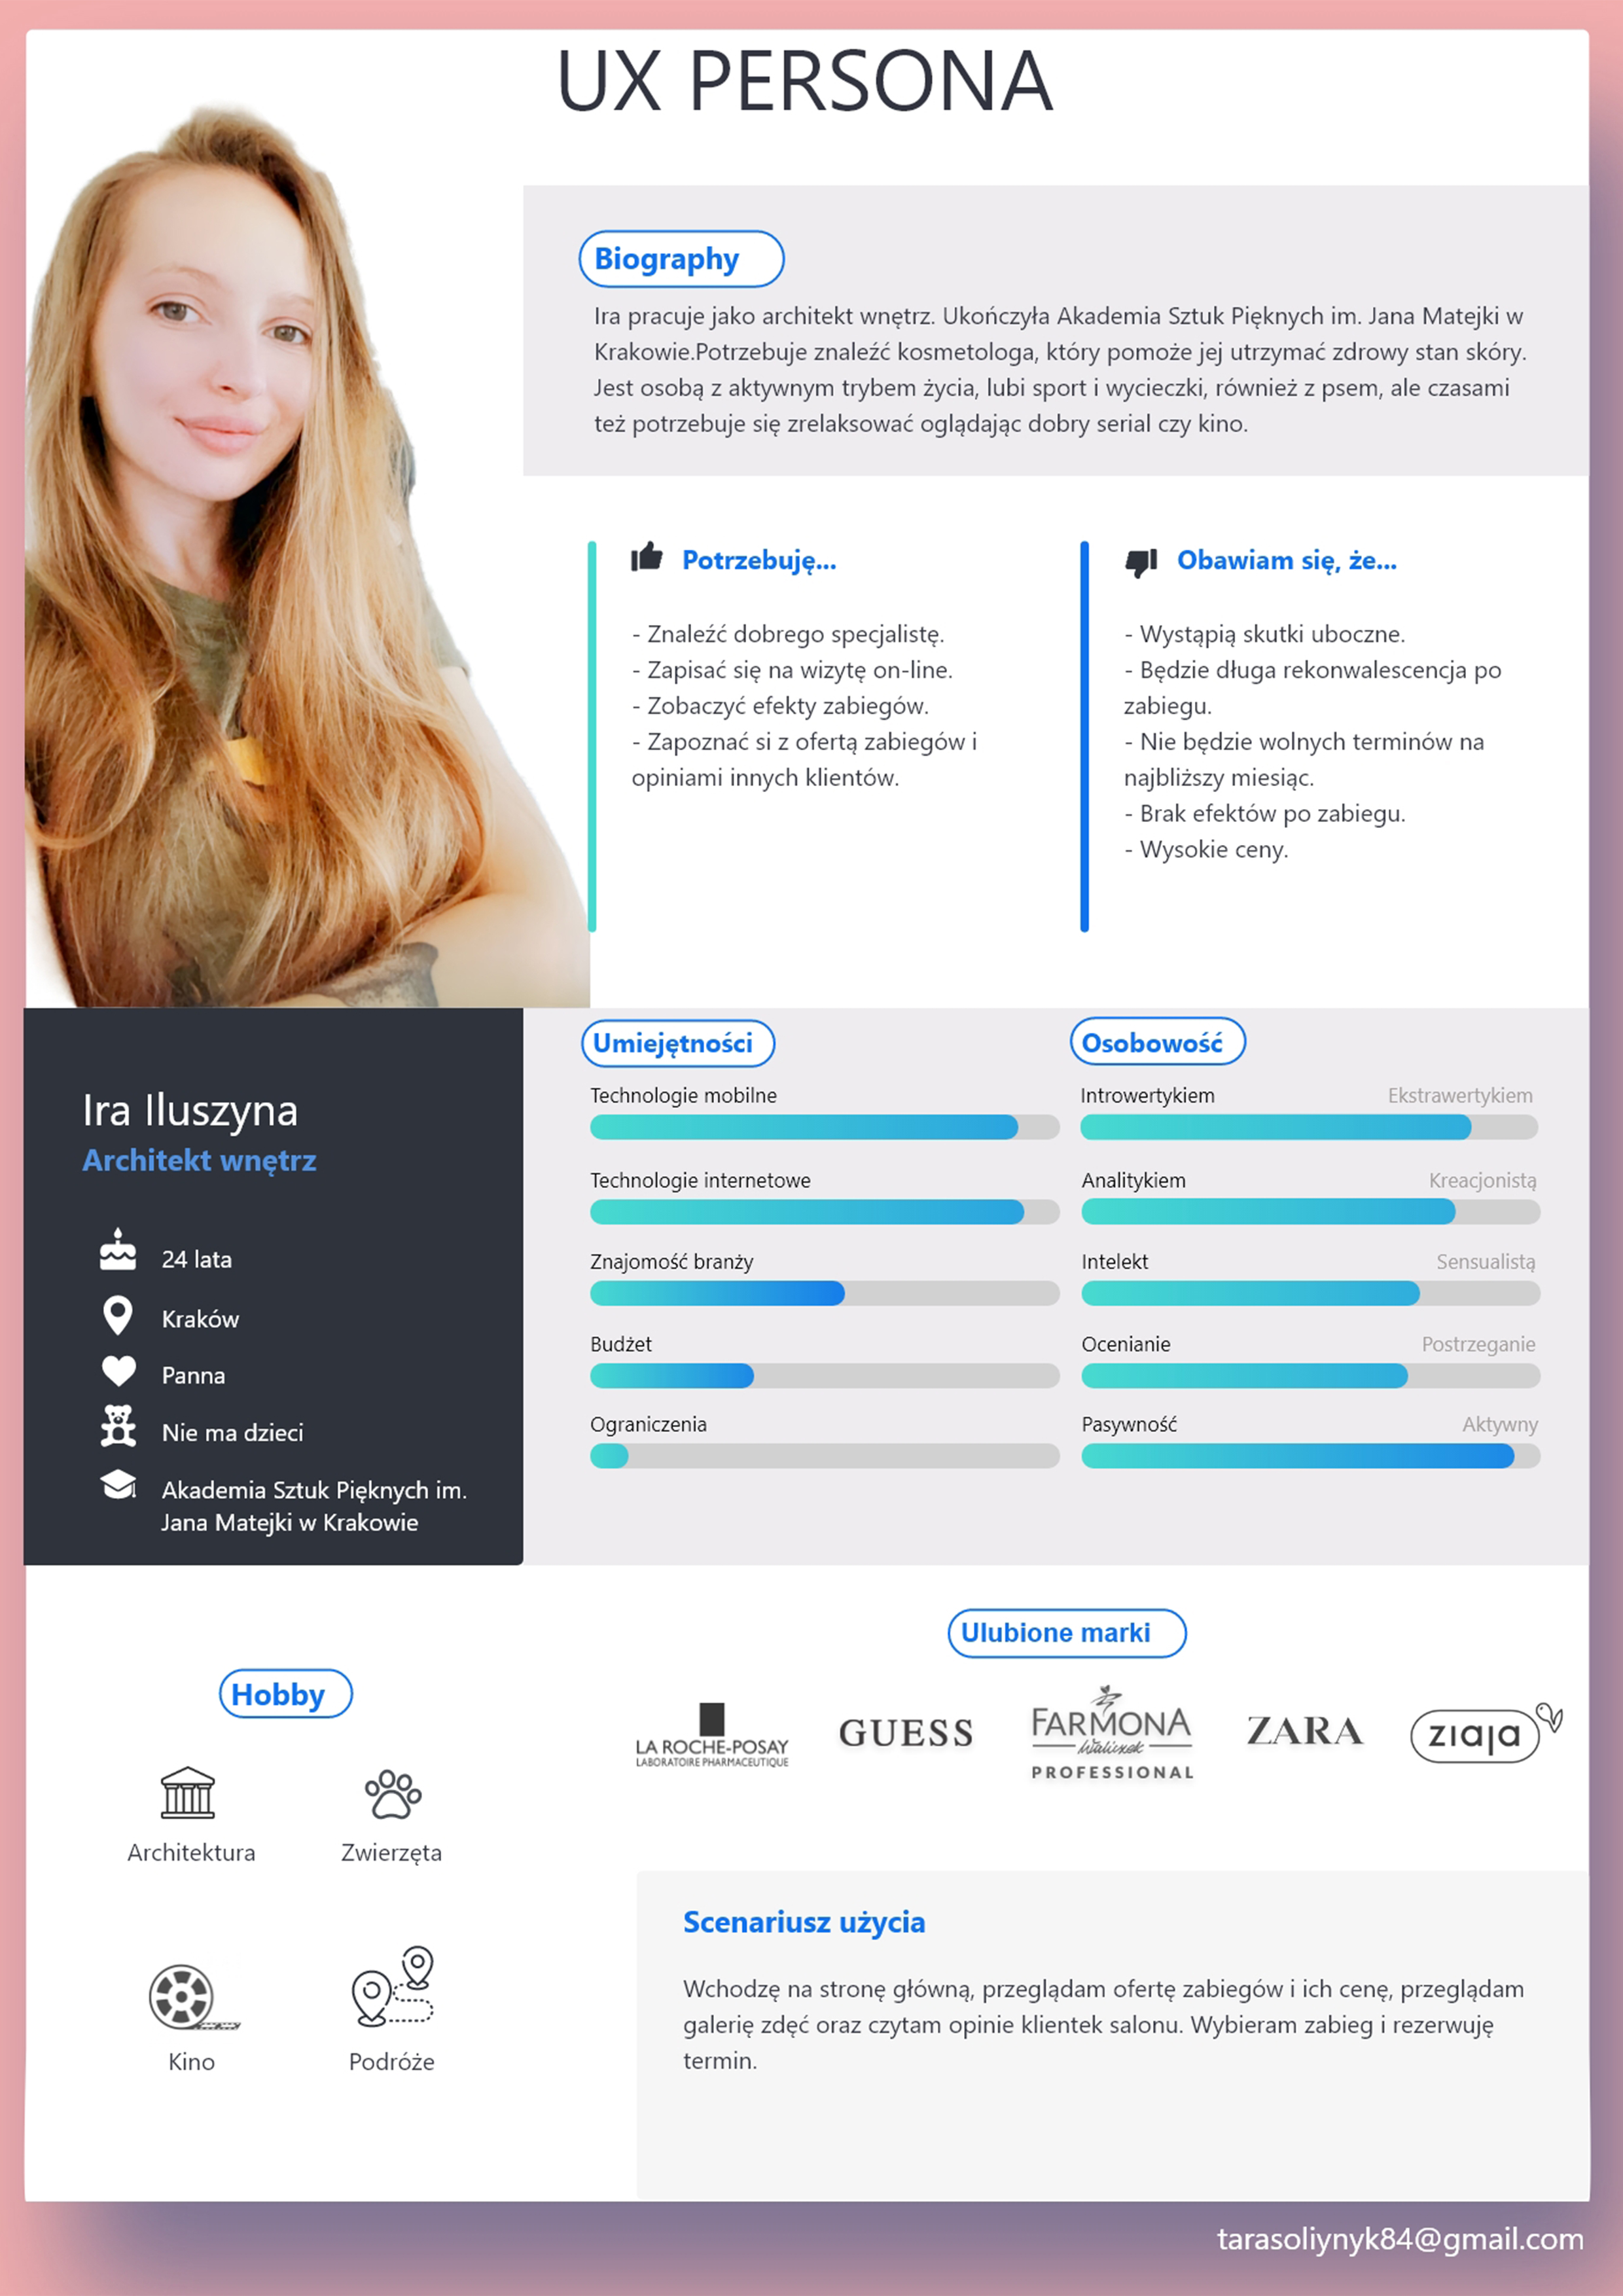 UX PERSONA
Biography
Ira pracuje jako architekt wnętrz. Ukończyła Akademia Sztuk Pięknych im. Jana Matejki w
Krakowie.Potrzebuje znaleźć kosmetologa, który pomoże jej utrzymać zdrowy stan skóry.
Jest osobą z aktywnym trybem życia, lubi sport i wycieczki, również z psem, ale czasami
też potrzebuje się zrelaksować oglądając dobry serial czy kino.
Potrzebuję...
- Znaleźć dobrego specjalistę.
- Zapisać się na wizytę on-line.
- Zobaczyć efekty zabiegów.
- Zapoznać si z ofertą zabiegów i
opiniami innych klientów.
Obawiam się, że...
- Wystąpią skutki uboczne.
- Będzie długa rekonwalescencja po
zabiegu.
- Nie będzie wolnych terminów na
najbliższy miesiąc.
- Brak efektów po zabiegu.
- Wysokie ceny.
Ira Iluszyna
Architekt wnętrz
24 lata
Kraków
Panna
Nie ma dzieci
Akademia Sztuk Pięknych im.
Jana Matejki w Krakowie
Umiejętności
Technologie mobilne
Technologie internetowe
Znajomość branży
Budżet
Ograniczenia
Osobowość
Introwertykiem Ekstrawertykiem
Analitykiem Kreacjonistą
Intelekt Sensualistą
Ocenianie Postrzeganie
Pasywność Aktywny
Hobby
Architektura
Zwierzęta
Kino
Podróże
Ulubione marki
LA ROCHE-POSAY
LABORATOIRE PHARMACEUTIQUE
GUESS
FARMONA
Waliczek
PROFESSIONAL
ZARA
ziaja
Scenariusz użycia
Wchodzę na stronę główną, przeglądam ofertę zabiegów i ich cenę, przeglądam
galerię zdęć oraz czytam opinie klientek salonu. Wybieram zabieg i rezerwuję
termin.
tarasoliynyk84@gmail.com